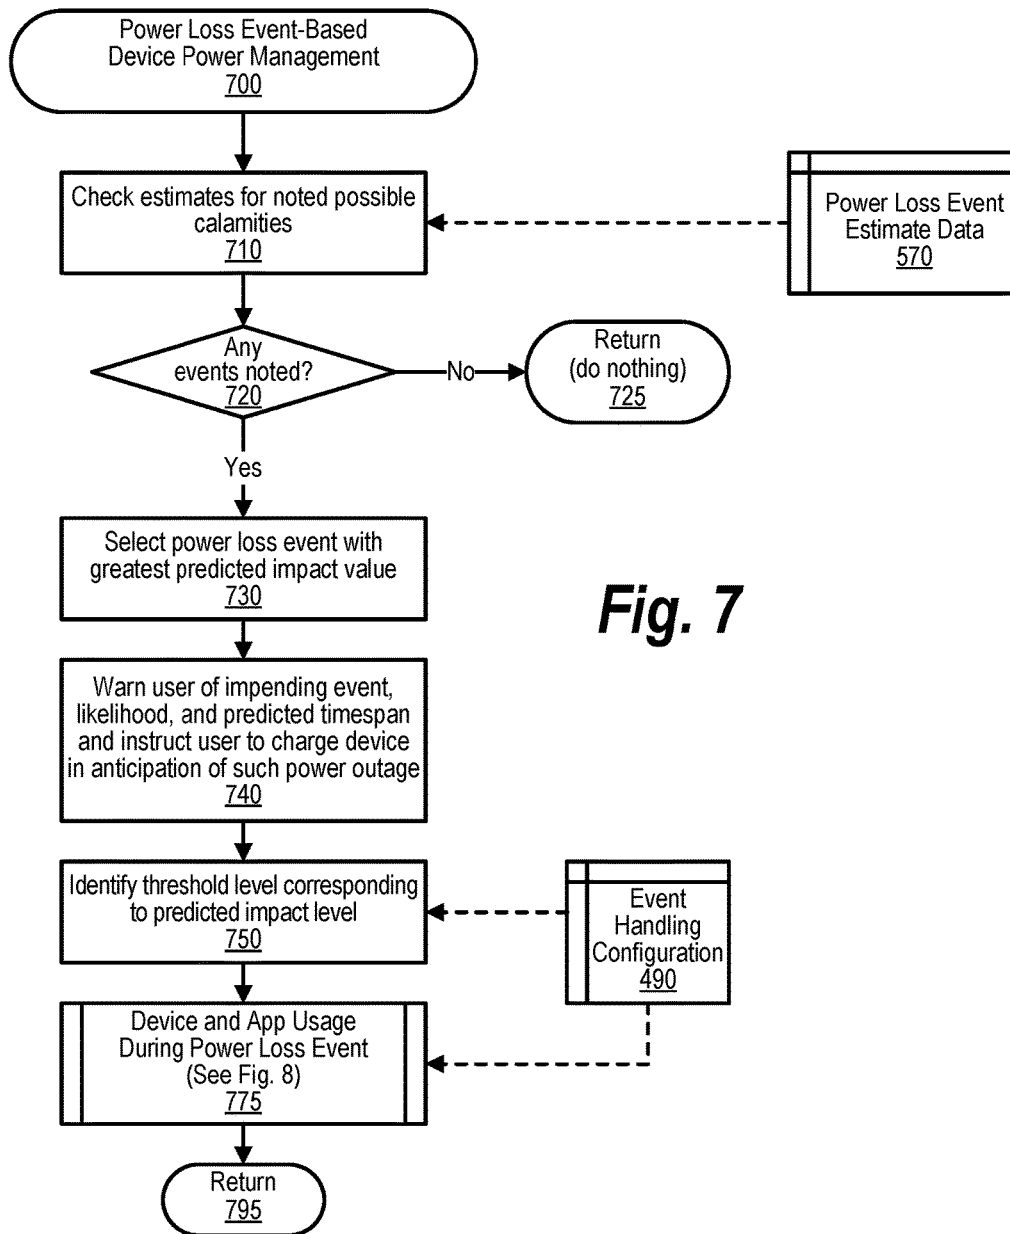 Power Loss Event-Based
Device Power Management
700
Check estimates for noted possible
calamities
710
Power Loss Event
Estimate Data
570
Any
events noted?
720
No
Return
(do nothing)
725
Yes
Select power loss event with
greatest predicted impact value
730
Fig. 7
Warn user of impending event,
likelihood, and predicted timespan
and instruct user to charge device
in anticipation of such power outage
740
Identify threshold level corresponding
to predicted impact level
750
Event
Handling
Configuration
490
Device and App Usage
During Power Loss Event
(See Fig. 8)
775
Return
795